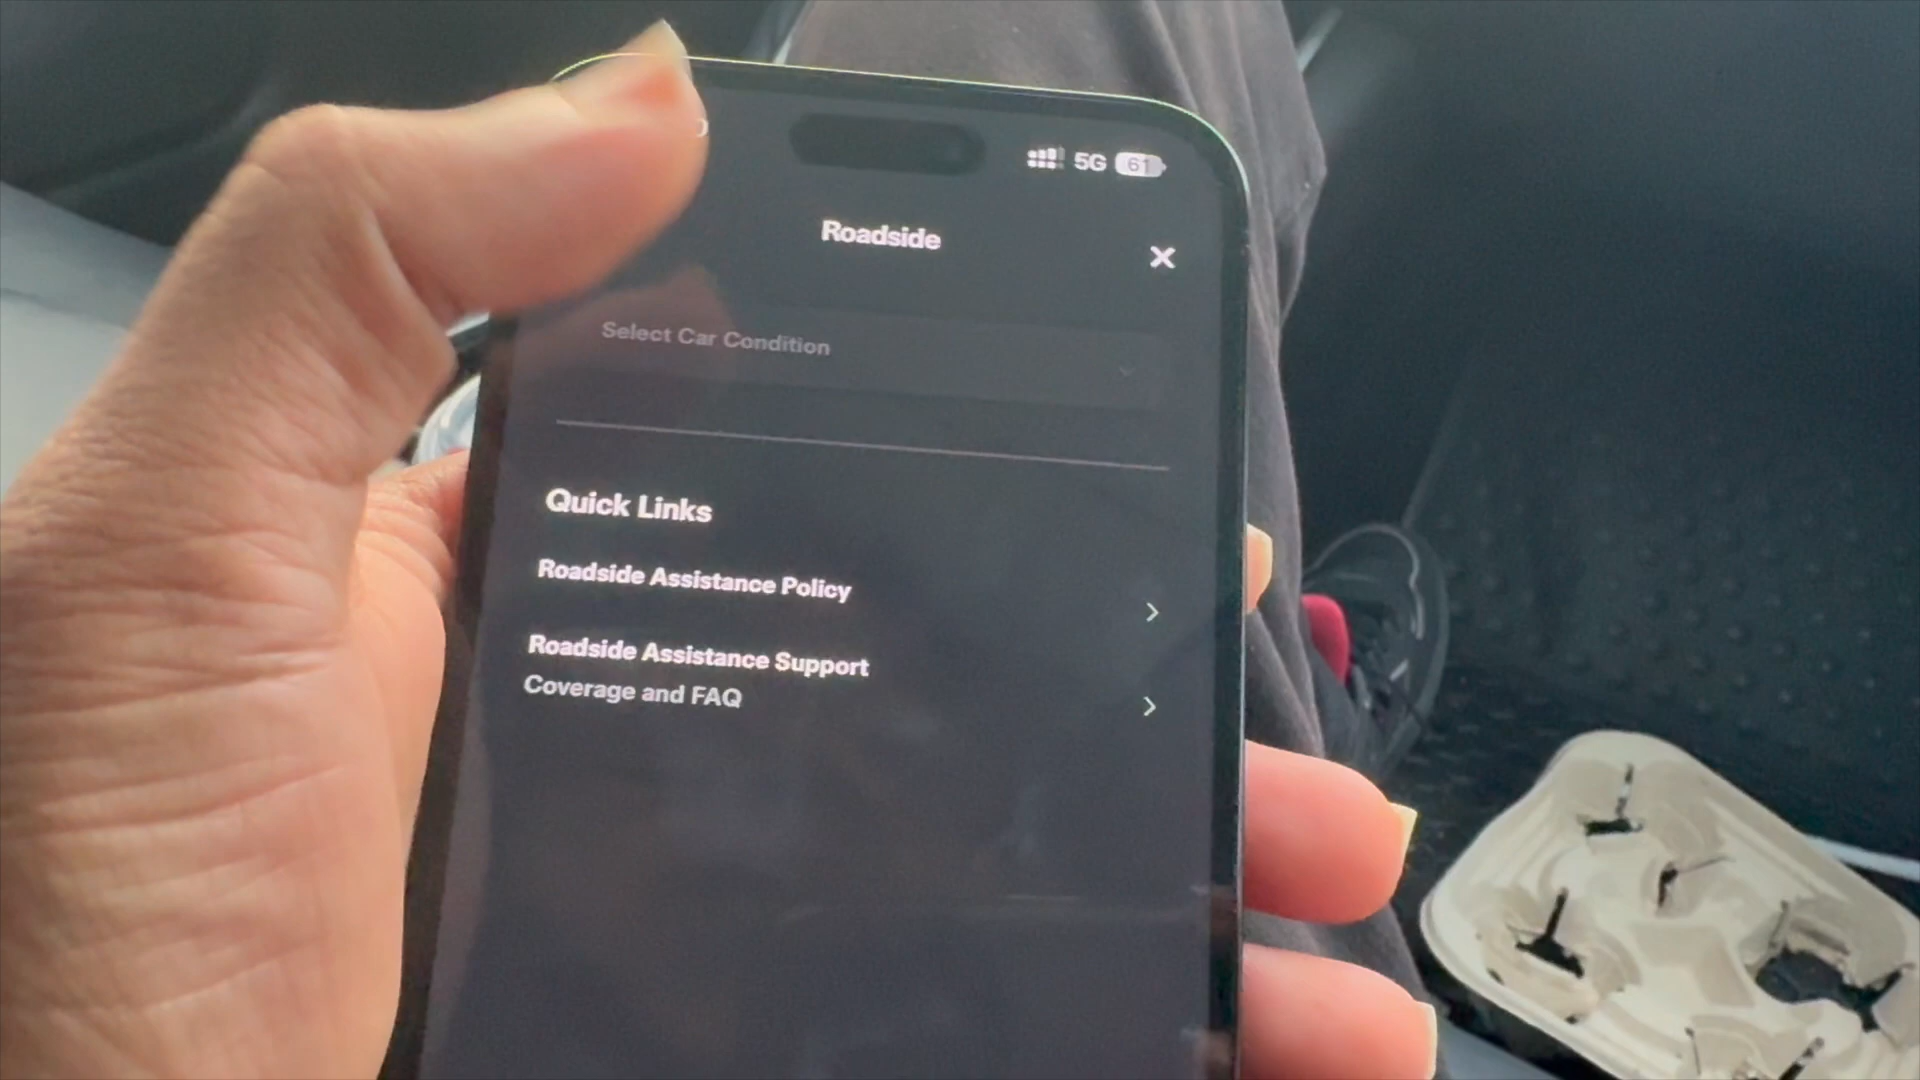 5G 61
Roadside
Select Car Condition
Quick Links
Roadside Assistance Policy
Roadside Assistance Support
Coverage and FAQ